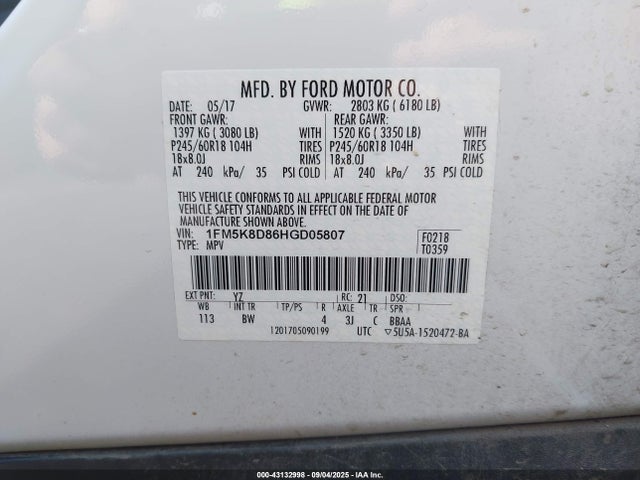 MFD. BY FORD MOTOR CO.
DATE: 05/17 GVWR: 2803 KG ( 6180 LB)
FRONT GAWR: REAR GAWR:
1397 KG ( 3080 LB) WITH 1520 KG ( 3350 LB) WITH
P245/60R18 104H TIRES P245/60R18 104H TIRES
18x8.0J RIMS 18x8.0J RIMS
AT 240 kPa/ 35 PSI COLD AT 240 kPa/ 35 PSI COLD
THIS VEHICLE CONFORMS TO ALL APPLICABLE FEDERAL MOTOR
VEHICLE SAFETY STANDARDS IN EFFECT ON THE DATE OF
MANUFACTURE SHOWN ABOVE.
VIN: 1FM5K8D86HGD05807 F0218
TYPE: MPV T0359
EXT PNT: YZ RC: 21 DSO:
WB INT TR TP/PS R AXLE TR SPR
113 BW 4 3J C BBAA
120170S090199 UTC ▽5U5A-1520472-BA
000-43132998 - 09/04/2025 - IAA Inc.